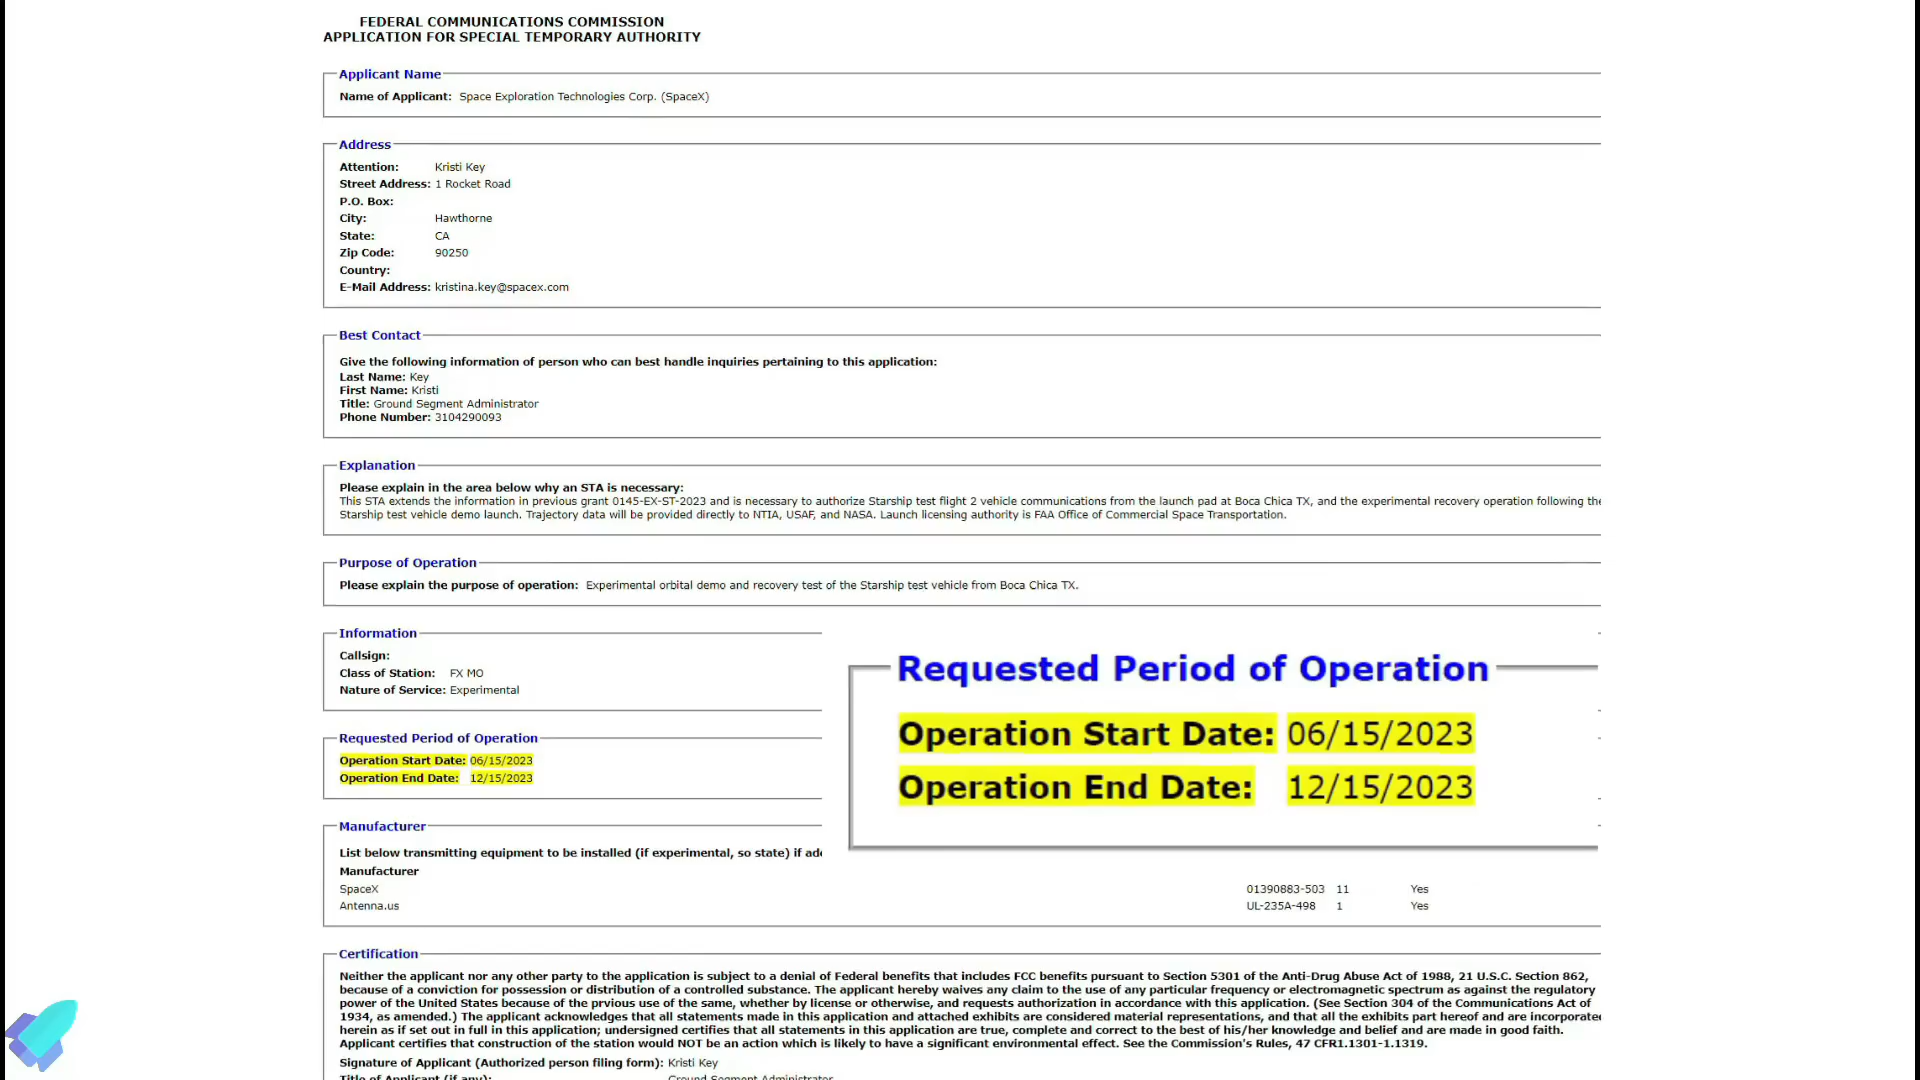 FEDERAL COMMUNICATIONS COMMISSION
APPLICATION FOR SPECIAL TEMPORARY AUTHORITY
Applicant Name
Name of Applicant: Space Exploration Technologies Corp. (SpaceX)
Address
Attention: Kristi Key
Street Address: 1 Rocket Road
P.O. Box:
City: Hawthorne
State: CA
Zip Code: 90250
Country:
E-Mail Address: kristina.key@spacex.com
Best Contact
Give the following information of person who can best handle inquiries pertaining to this application:
Last Name: Key
First Name: Kristi
Title: Ground Segment Administrator
Phone Number: 3104290093
Explanation
Please explain in the area below why an STA is necessary:
This STA extends the information in previous grant 0145-EX-ST-2023 and is necessary to authorize Starship test flight 2 vehicle communications from the launch pad at Boca Chica TX, and the experimental recovery operation following the
Starship test vehicle demo launch. Trajectory data will be provided directly to NTIA, USAF, and NASA. Launch licensing authority is FAA Office of Commercial Space Transportation.
Purpose of Operation
Please explain the purpose of operation: Experimental orbital demo and recovery test of the Starship test vehicle from Boca Chica TX.
Information
Callsign:
Class of Station: FX MO
Nature of Service: Experimental
Requested Period of Operation
Operation Start Date: 06/15/2023
Operation End Date: 12/15/2023
Requested Period of Operation
Operation Start Date: 06/15/2023
Operation End Date: 12/15/2023
Manufacturer
List below transmitting equipment to be installed (if experimental, so state) if
Manufacturer
SpaceX 01390883-503 11 Yes
Antenna.us UL-235A-498 1 Yes
Certification
Neither the applicant nor any other party to the application is subject to a denial of Federal benefits that includes FCC benefits pursuant to Section 5301 of the Anti-Drug Abuse Act of 1988, 21 U.S.C. Section 862,
because of a conviction for possession or distribution of a controlled substance. The applicant hereby waives any claim to the use of any particular frequency or electromagnetic spectrum as against the regulatory
power of the United States because of the prvious use of the same, whether by license or otherwise, and requests authorization in accordance with this application. (See Section 304 of the Communications Act of
1934, as amended.) The applicant acknowledges that all statements made in this application and attached exhibits are considered material representations, and that all the exhibits part hereof and are incorporated
herein as if set out in full in this application; undersigned certifies that all statements in this application are true, complete and correct to the best of his/her knowledge and belief and are made in good faith.
Applicant certifies that construction of the station would NOT be an action which is likely to have a significant environmental effect. See the Commission's Rules, 47 CFR1.1301-1.1319.
Signature of Applicant (Authorized person filing form): Kristi Key
Title of Applicant (if any): Ground Segment Administrator